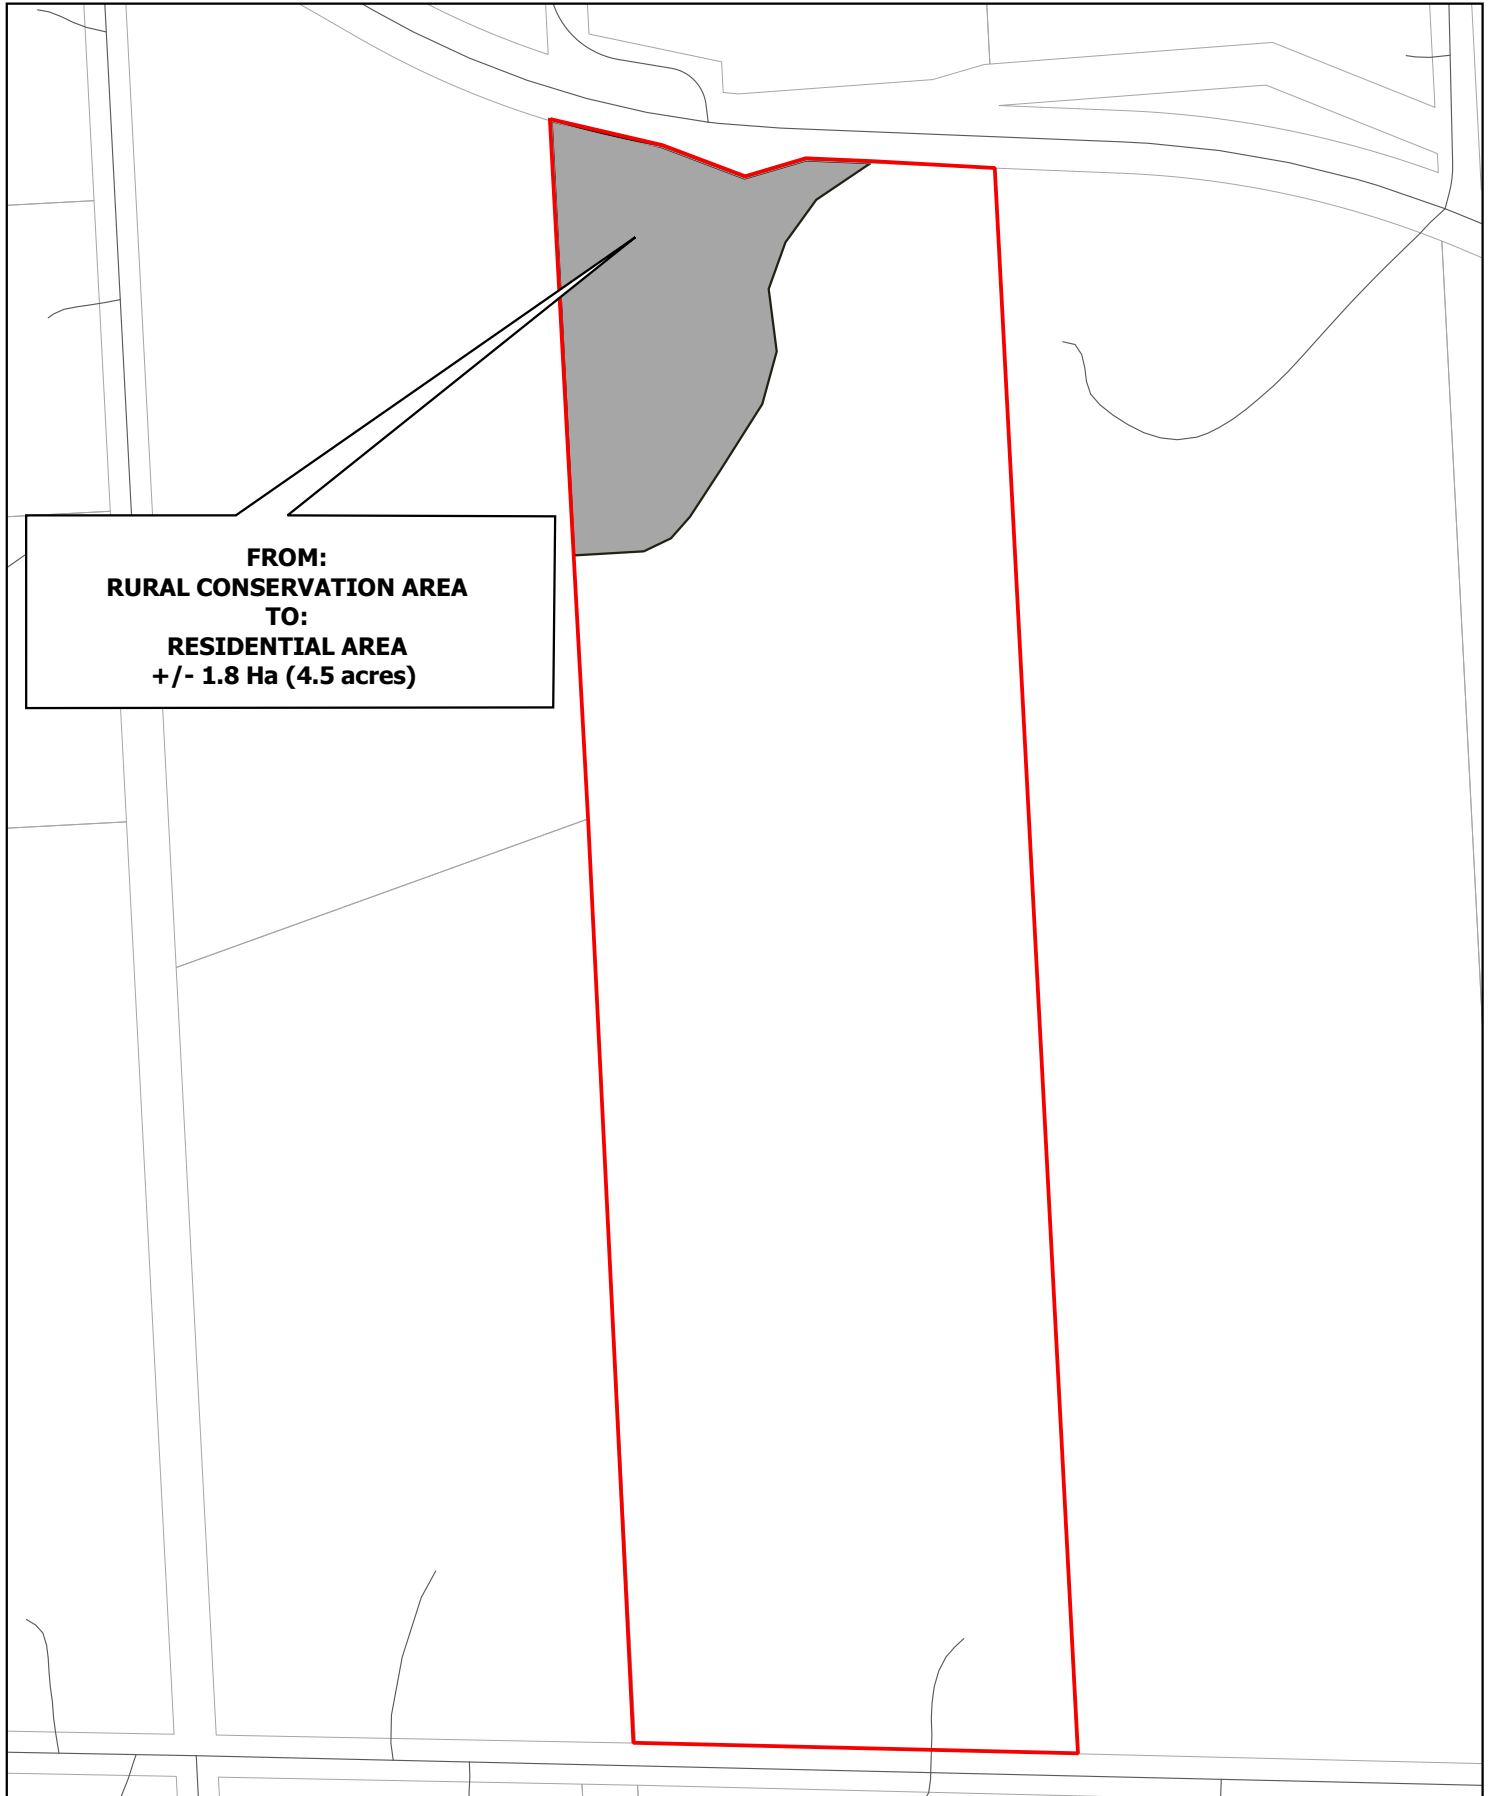 FROM:
RURAL CONSERVATION AREA
TO:
RESIDENTIAL AREA
+/- 1.8 Ha (4.5 acres)